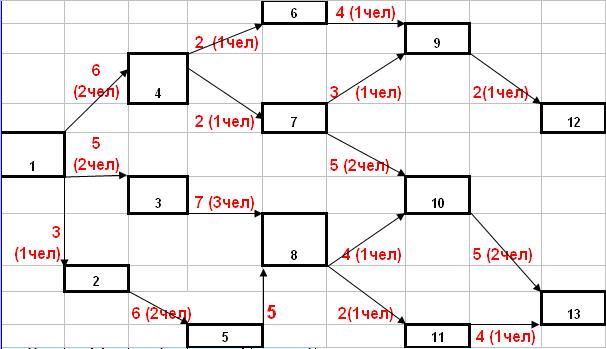 6
4 (1чел)
9
2 (1чел)
6
(2чел)
4
3 (1чел)
2(1чел)
7
2 (1чел)
12
5
(2чел)
1
5 (2чел)
3
7 (3чел)
10
3
(1чел)
8
4 (1чел)
5 (2чел)
2
6 (2чел)
5
2(1чел)
13
5
11
4 (1чел)